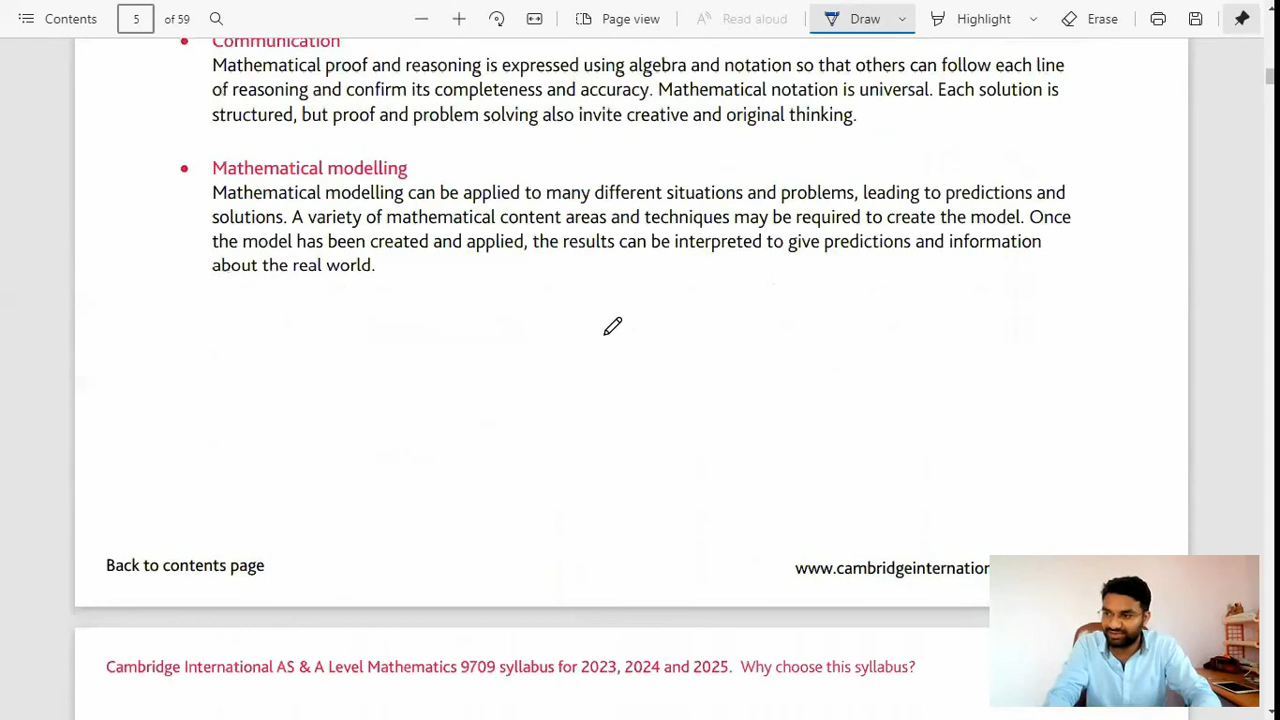 Contents
5 of 59
Page view
Read aloud
Draw
Highlight
Erase
Communication
Mathematical proof and reasoning is expressed using algebra and notation so that others can follow each line
of reasoning and confirm its completeness and accuracy. Mathematical notation is universal. Each solution is
structured, but proof and problem solving also invite creative and original thinking.
Mathematical modelling
Mathematical modelling can be applied to many different situations and problems, leading to predictions and
solutions. A variety of mathematical content areas and techniques may be required to create the model. Once
the model has been created and applied, the results can be interpreted to give predictions and information
about the real world.
Back to contents page
www.cambridgeinternation
Cambridge International AS & A Level Mathematics 9709 syllabus for 2023, 2024 and 2025. Why choose this syllabus?